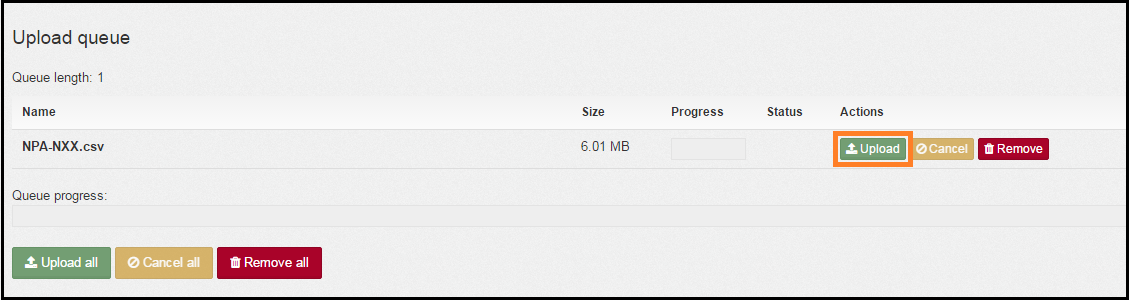 Upload queue
Queue length: 1
Name Size Progress Status Actions
NPA-NXX.csv 6.01 MB Upload Cancel Remove
Queue progress:
Upload all Cancel all Remove all